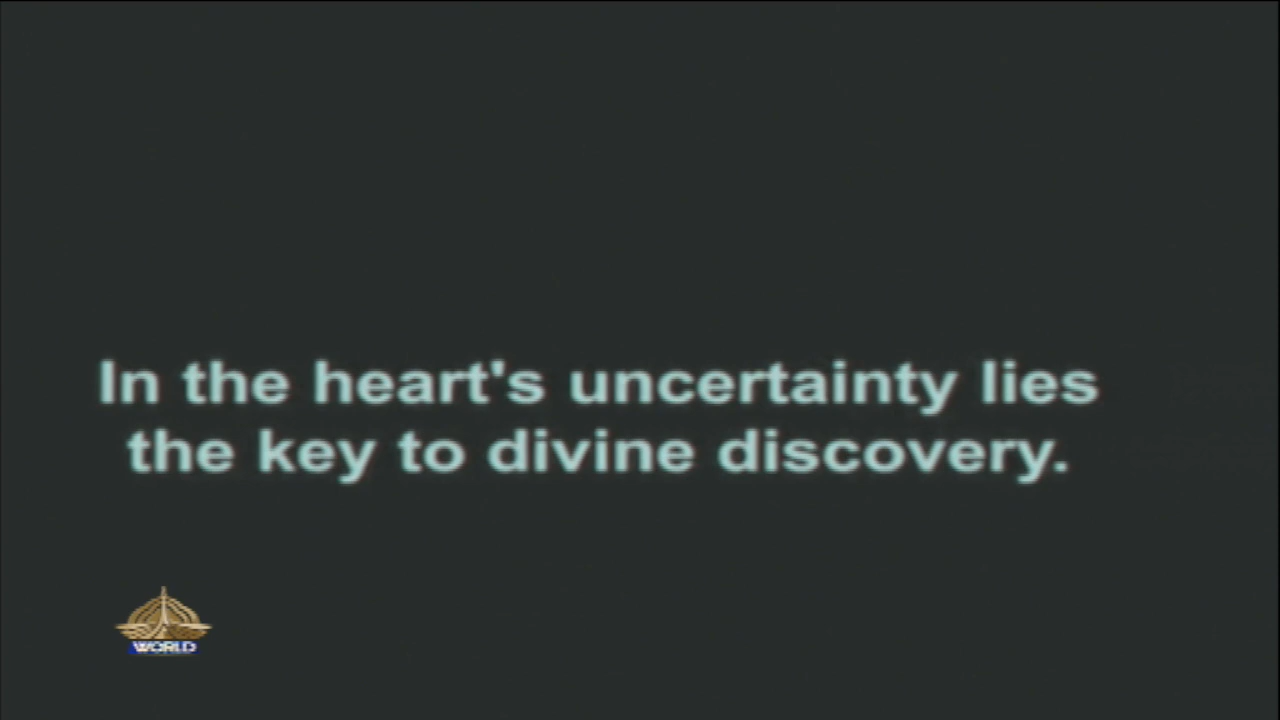 In the heart's uncertainty lies
the key to divine discovery.
WORLD